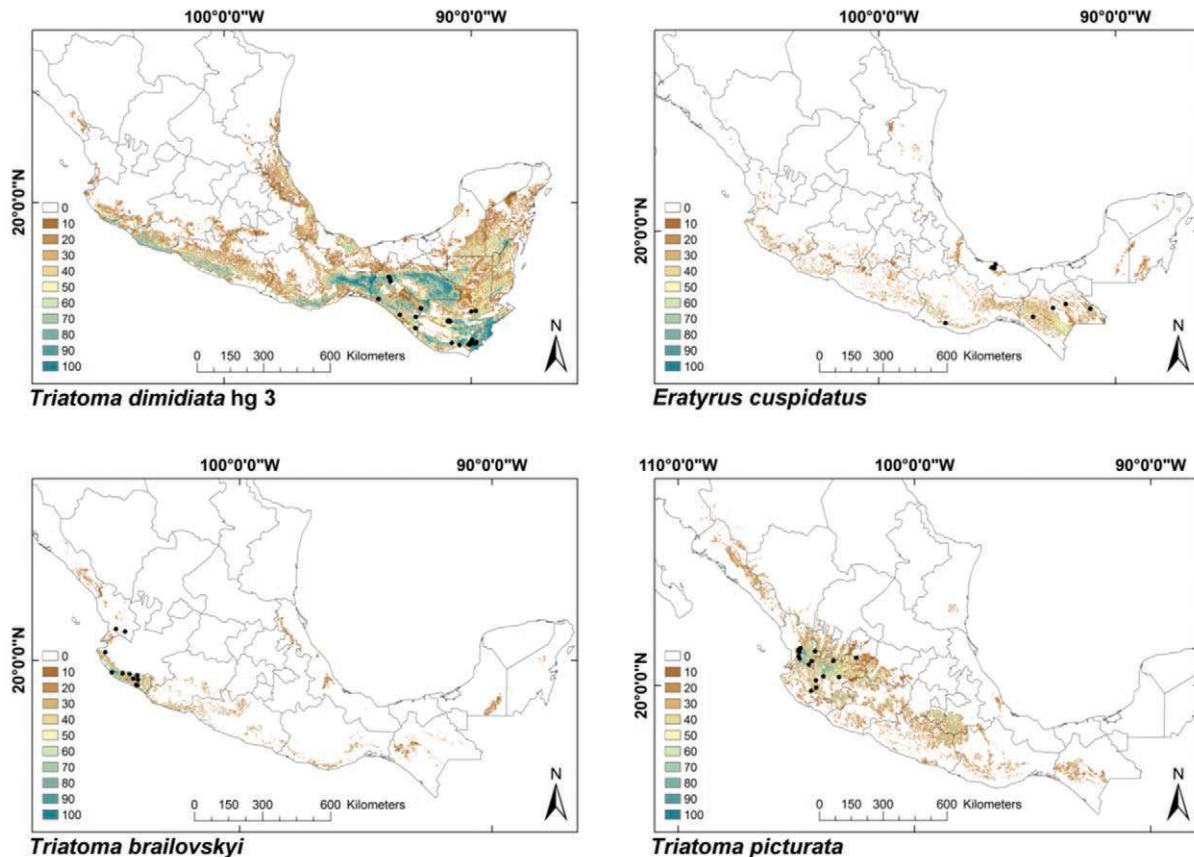 100°0'0"W 90°0'0"W
20°0'0"N
0
10
20
30
40
50
60
70
80
90
100
0 150 300 600 Kilometers
N
Triatoma dimidiata hg 3
100°0'0"W 90°0'0"W
20°0'0"N
0
10
20
30
40
50
60
70
80
90
100
0 150 300 600 Kilometers
N
Eratyrus cuspidatus
100°0'0"W 90°0'0"W
20°0'0"N
0
10
20
30
40
50
60
70
80
90
100
0 150 300 600 Kilometers
N
Triatoma brailovskyi
110°0'0"W 100°0'0"W 90°0'0"W
20°0'0"N
0
10
20
30
40
50
60
70
80
90
100
0 150 300 600 Kilometers
N
Triatoma picturata